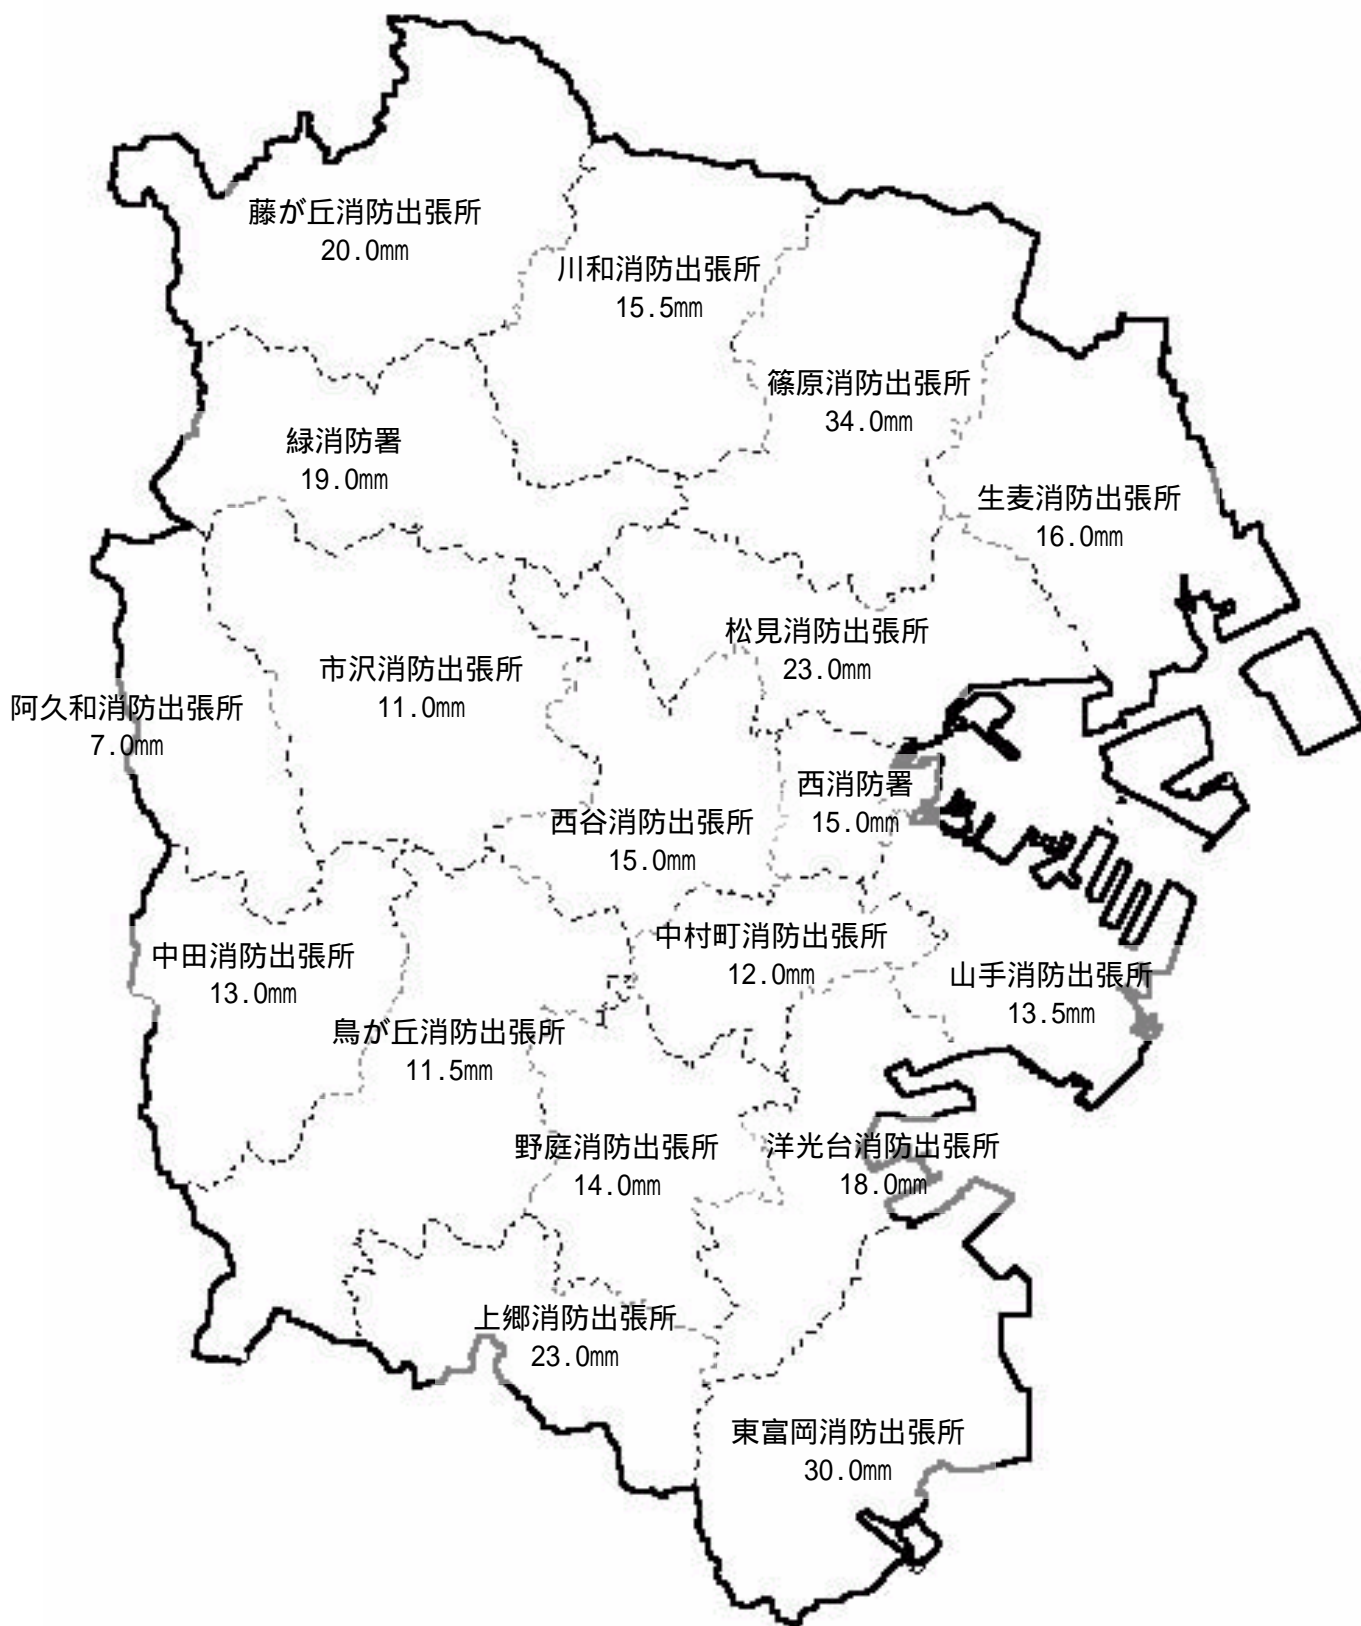 藤が丘消防出張所
20.0mm
川和消防出張所
15.5mm
篠原消防出張所
34.0mm
緑消防署
19.0mm
生麦消防出張所
16.0mm
松見消防出張所
23.0mm
市沢消防出張所
11.0mm
阿久和消防出張所
7.0mm
西消防署
15.0mm
西谷消防出張所
15.0mm
中村町消防出張所
12.0mm
中田消防出張所
13.0mm
山手消防出張所
13.5mm
鳥が丘消防出張所
11.5mm
野庭消防出張所
14.0mm
洋光台消防出張所
18.0mm
上郷消防出張所
23.0mm
東富岡消防出張所
30.0mm